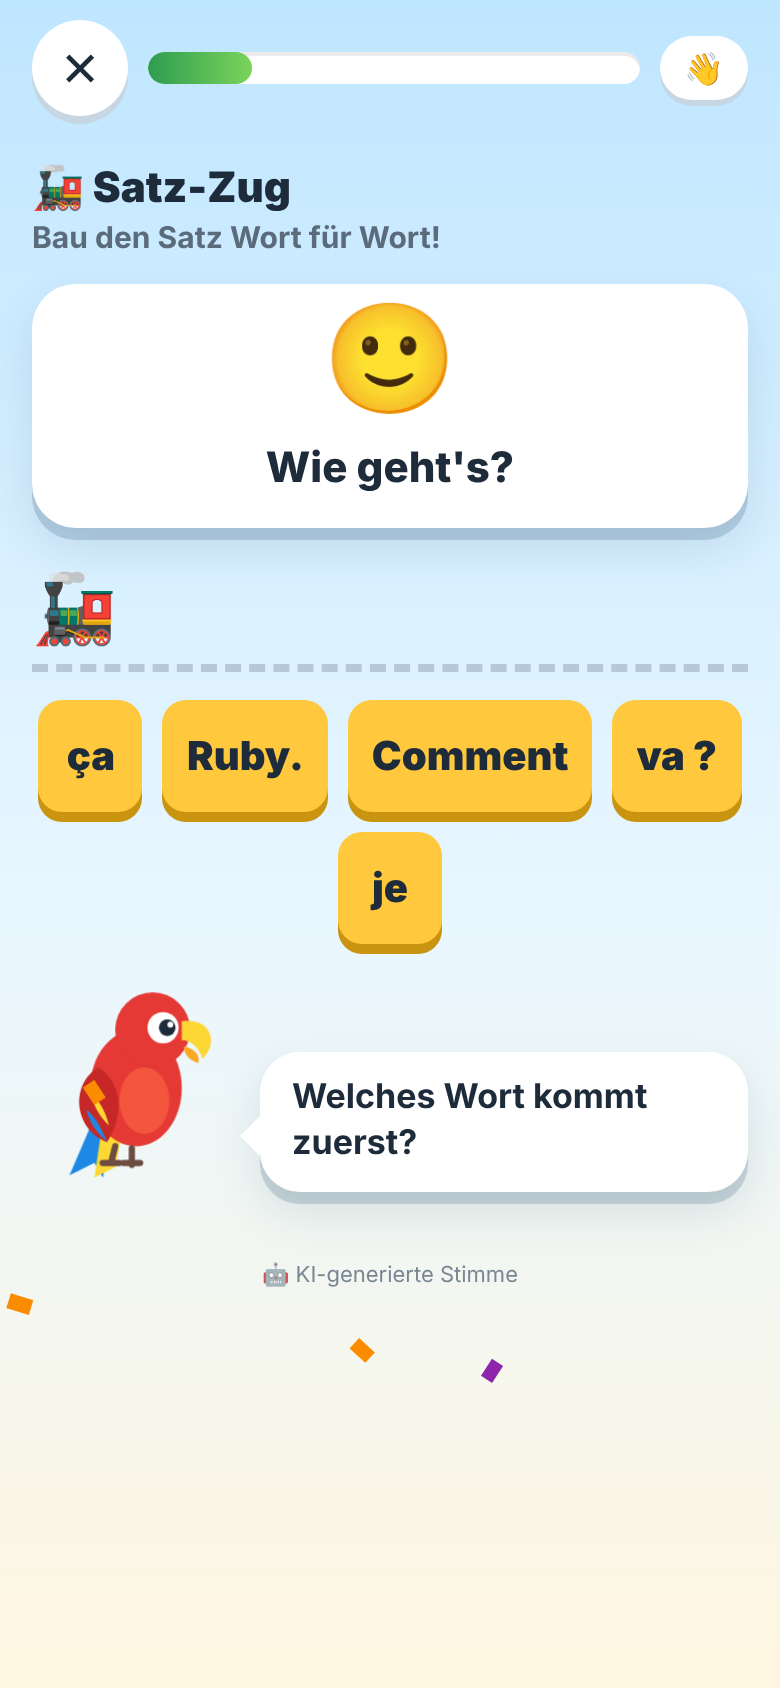 Satz-Zug
Bau den Satz Wort für Wort!
Wie geht's?
ça Ruby. Comment va ?
je
Welches Wort kommt
zuerst?
KI-generierte Stimme